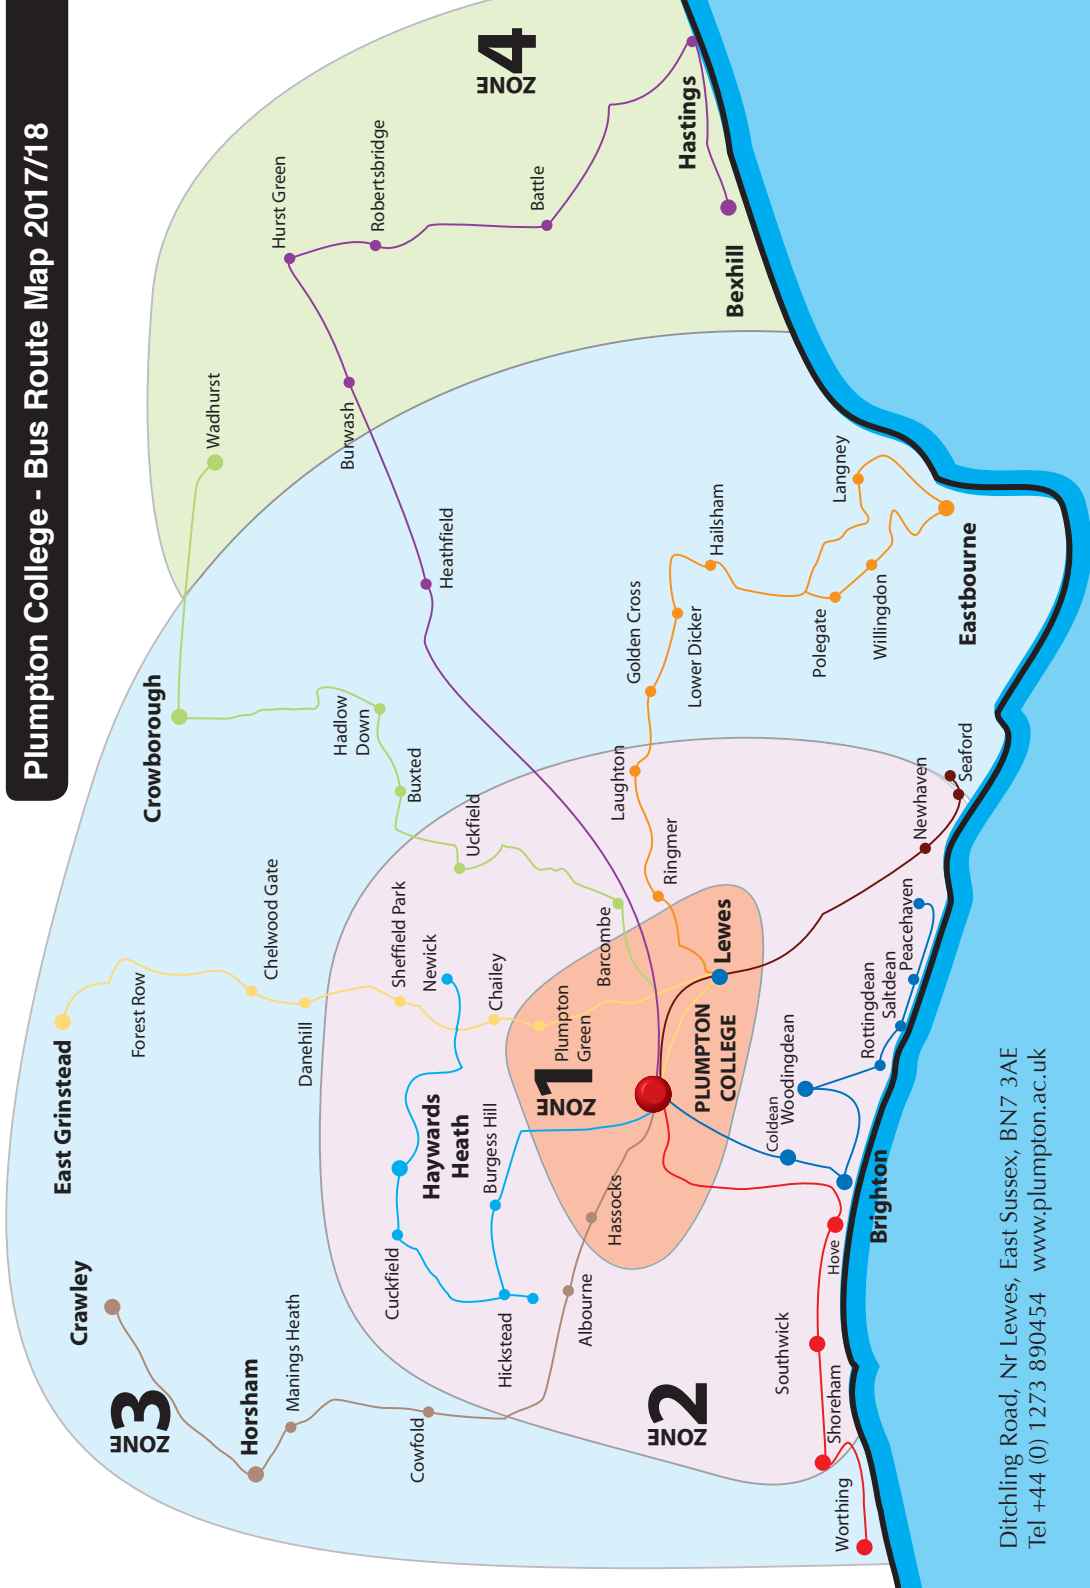 Plumpton College - Bus Route Map 2017/18
Crawley
East Grinstead
Crowborough
Wadhurst
Hurst Green
Robertsbridge
ZONE 4
Battle
Hastings
Bexhill
Burwash
Heathfield
Forest Row
Chelwood Gate
Danehill
Sheffield Park
Newick
Chailey
Hadlow
Down
Buxted
Uckfield
Barcombe
ZONE 3
Horsham
Manings Heath
Cowfold
Cuckfield
Haywards
Heath
Burgess Hill
Hickstead
Albourne
Hassocks
ZONE 1
Plumpton
Green
PLUMPTON
COLLEGE
Lewes
Ringmer
Laughton
Golden Cross
Lower Dicker
Hailsham
Polegate
Willingdon
Langney
Eastbourne
ZONE 2
Worthing
Shoreham
Southwick
Hove
Brighton
Coldean
Woodingdean
Rottingdean
Saltdean
Peacehaven
Newhaven
Seaford
Ditchling Road, Nr Lewes, East Sussex, BN7 3AE
Tel +44 (0) 1273 890454 www.plumpton.ac.uk